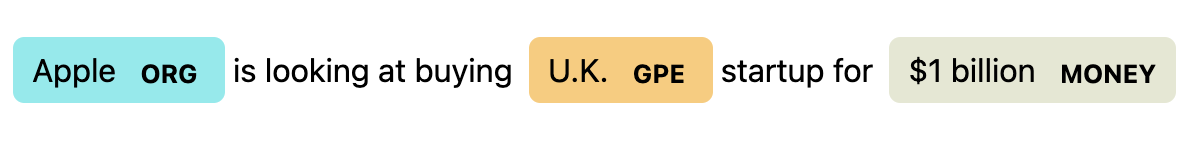 Apple ORG is looking at buying U.K. GPE startup for $1 billion MONEY